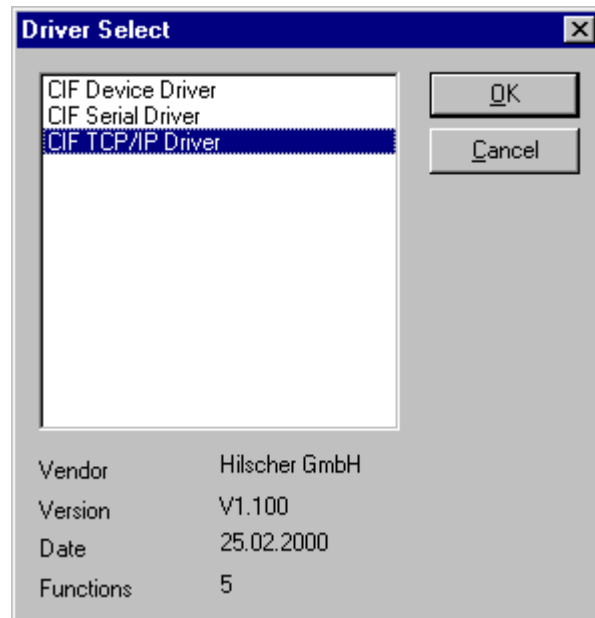 Driver Select
CIF Device Driver
CIF Serial Driver
CIF TCP/IP Driver
OK
Cancel
Vendor Hilscher GmbH
Version V1.100
Date 25.02.2000
Functions 5